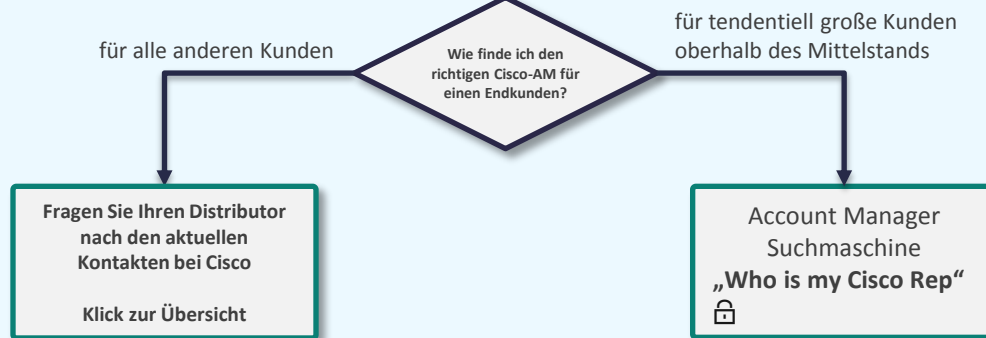 für alle anderen Kunden
Wie finde ich den
richtigen Cisco-AM für
einen Endkunden?
für tendentiell große Kunden
oberhalb des Mittelstands
Fragen Sie Ihren Distributor
nach den aktuellen
Kontakten bei Cisco
Klick zur Übersicht
Account Manager
Suchmaschine
„Who is my Cisco Rep“